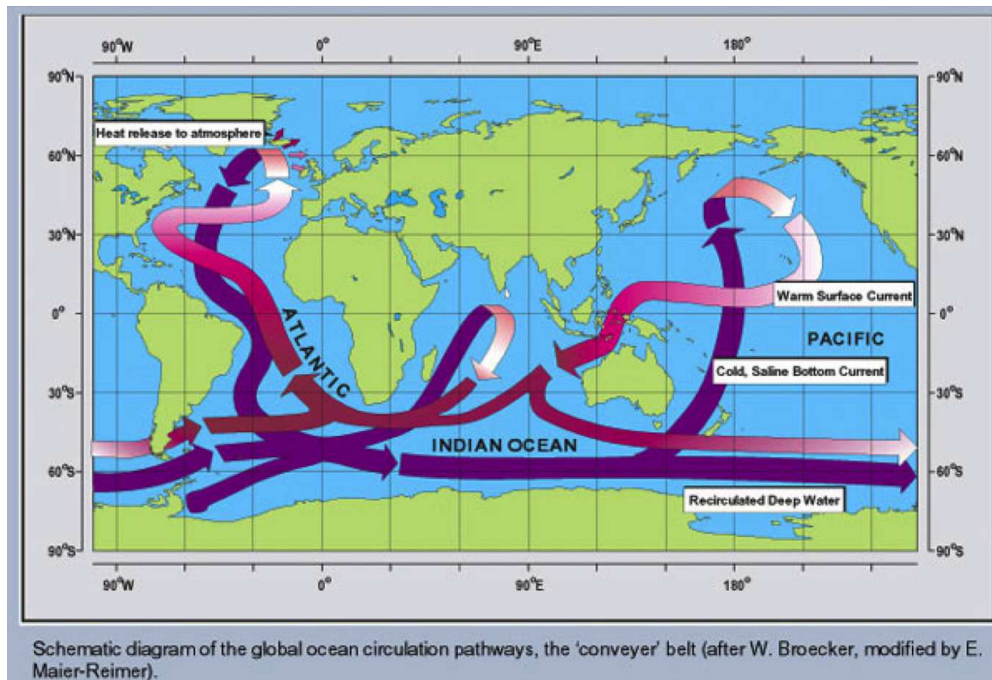 90°W 0° 90°E 180°
90°N 90°N
Heat release to atmosphere
60°N 60°N
30°N 30°N
Warm Surface Current
0° 0°
ATLANTIC
PACIFIC
Cold, Saline Bottom Current
30°S 30°S
INDIAN OCEAN
60°S 60°S
Recirculated Deep Water
90°S 90°S
90°W 0° 90°E 180°
Schematic diagram of the global ocean circulation pathways, the 'conveyer' belt (after W. Broecker, modified by E.
Maier-Reimer).